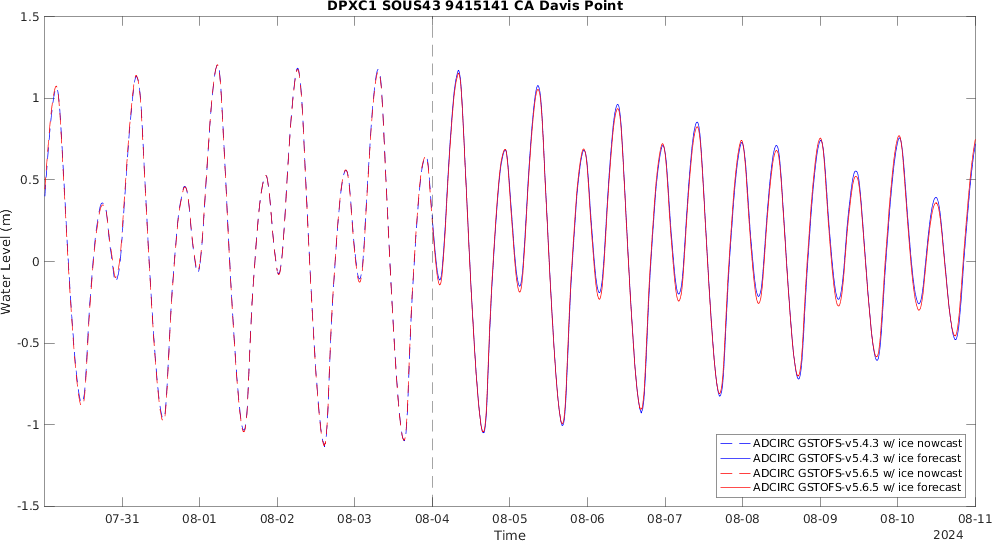 DPXC1 SOUS43 9415141 CA Davis Point
1.5
1
0.5
0
-0.5
-1
-1.5
Water Level (m)
ADCIRC GSTOFS-v5.4.3 w/ ice nowcast
ADCIRC GSTOFS-v5.4.3 w/ ice forecast
ADCIRC GSTOFS-v5.6.5 w/ ice nowcast
ADCIRC GSTOFS-v5.6.5 w/ ice forecast
07-31 08-01 08-02 08-03 08-04 08-05 08-06 08-07 08-08 08-09 08-10 08-11
Time
2024